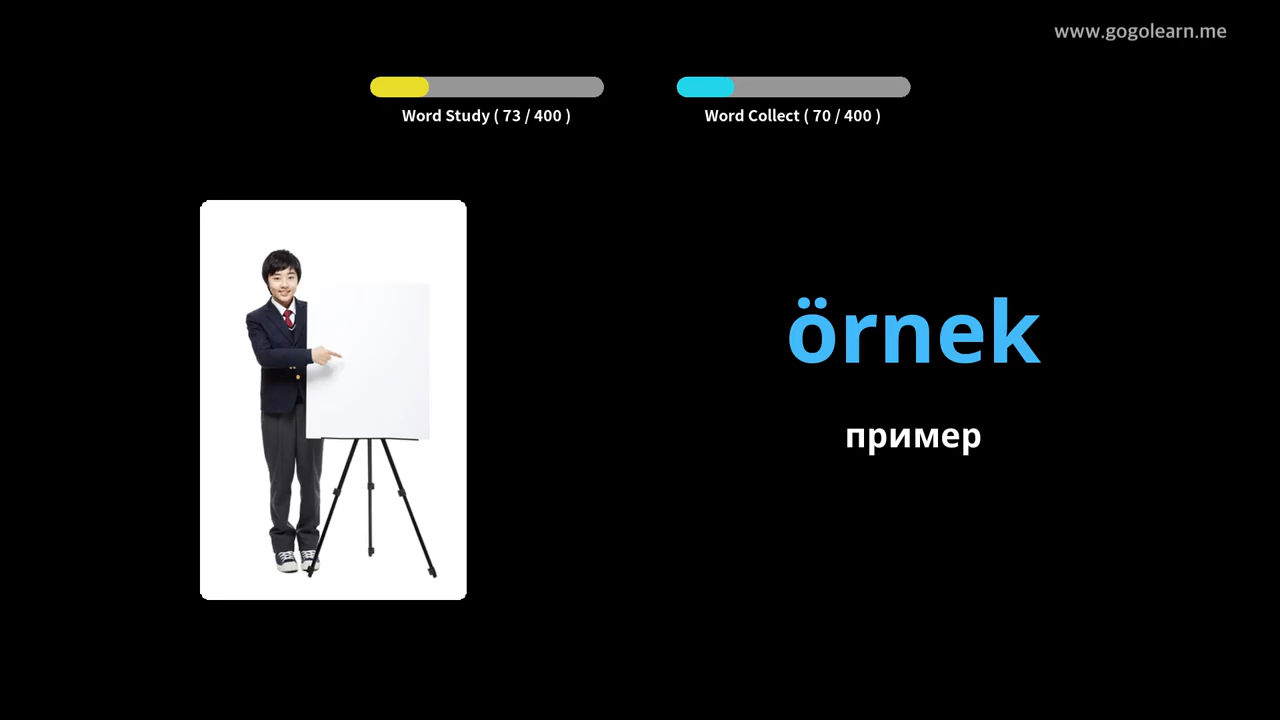 www.gogolearn.me
Word Study ( 73 / 400 )
Word Collect ( 70 / 400 )
örnek
пример